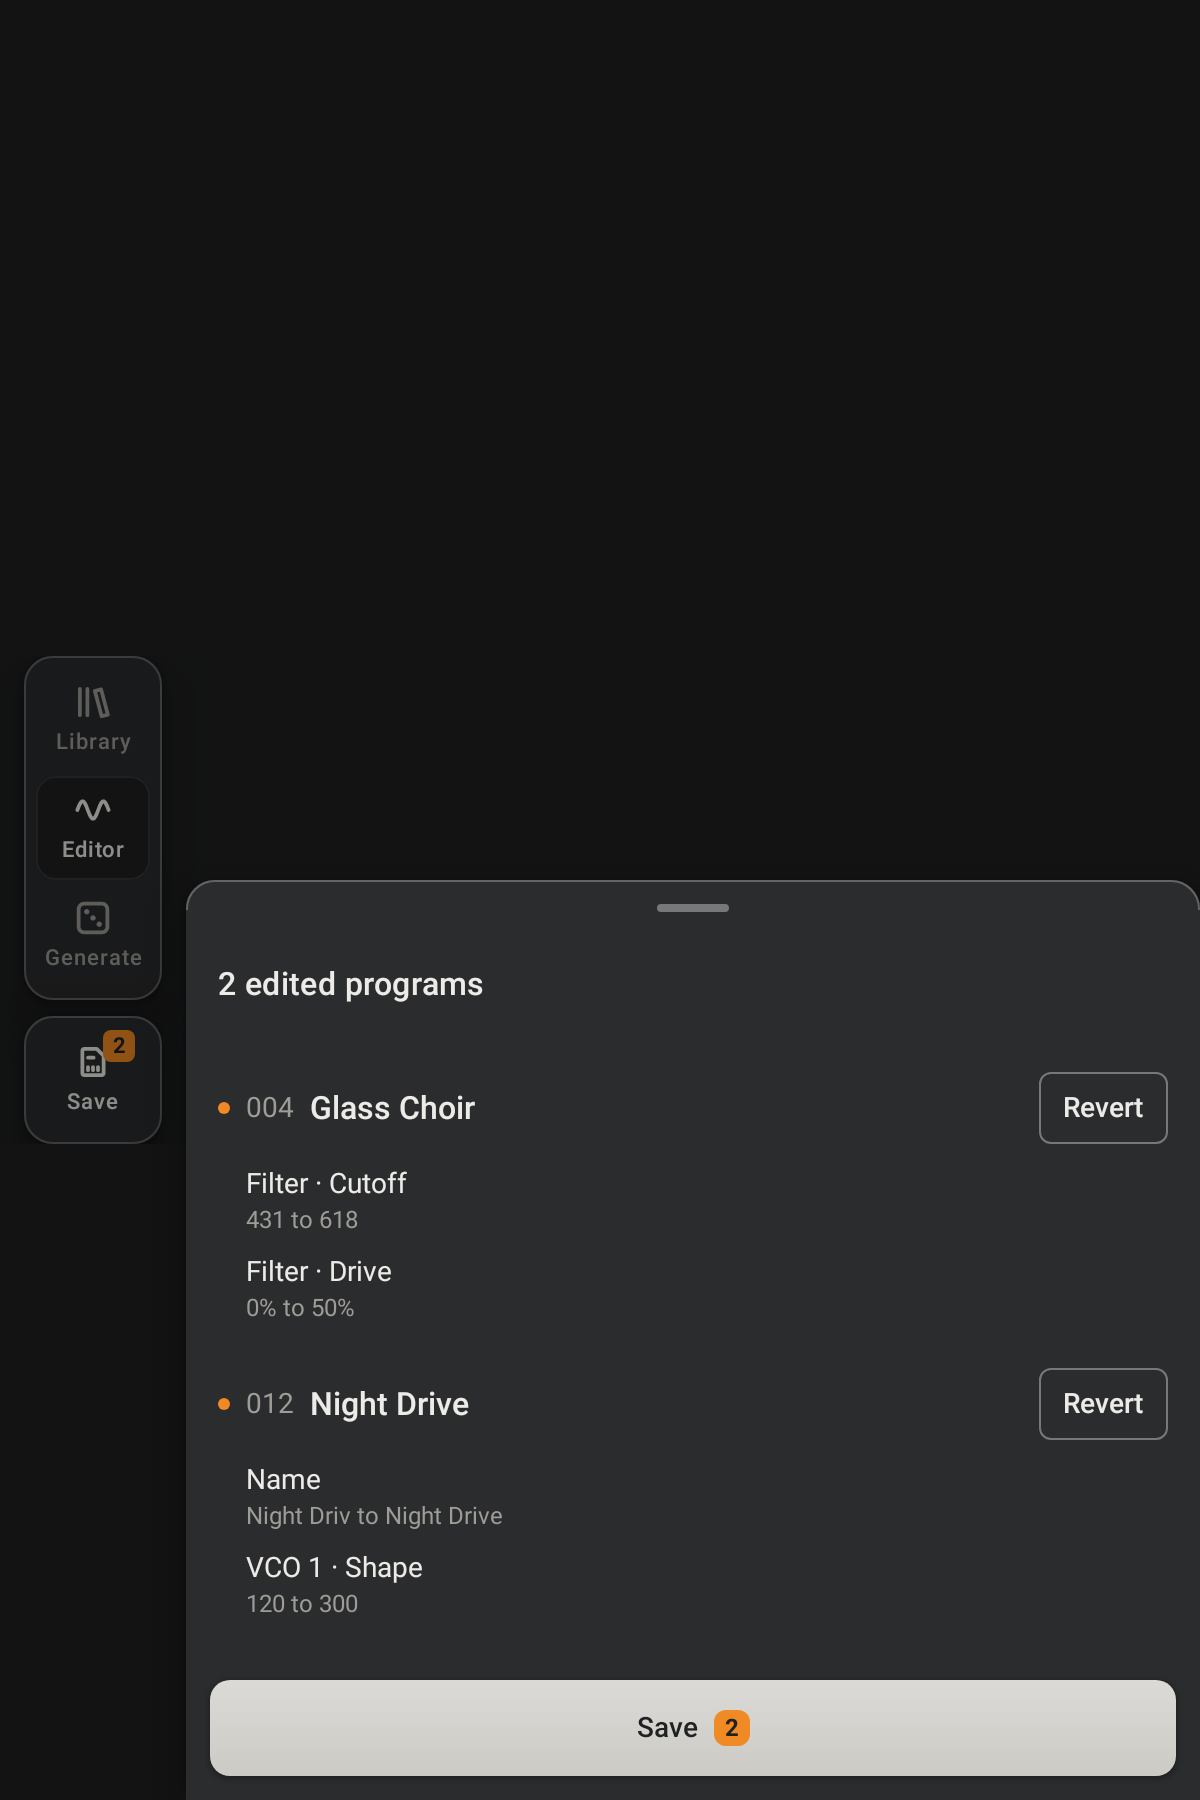 Library
Editor
Generate
2
Save
2 edited programs
004 Glass Choir
Revert
Filter · Cutoff
431 to 618
Filter · Drive
0% to 50%
012 Night Drive
Revert
Name
Night Driv to Night Drive
VCO 1 · Shape
120 to 300
Save 2